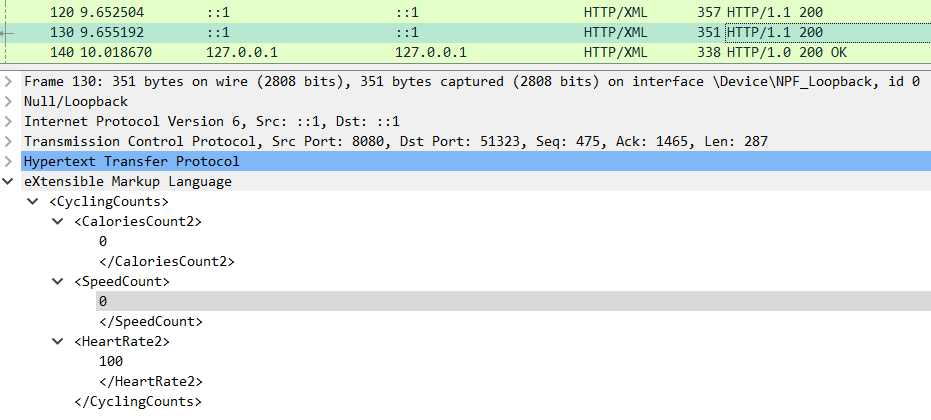 120 9.652504 ::1 ::1 HTTP/XML 357 HTTP/1.1 200
130 9.655192 ::1 ::1 HTTP/XML 351 HTTP/1.1 200
140 10.018670 127.0.0.1 127.0.0.1 HTTP/XML 338 HTTP/1.0 200 OK
Frame 130: 351 bytes on wire (2808 bits), 351 bytes captured (2808 bits) on interface \Device\NPF_Loopback, id 0
Null/Loopback
Internet Protocol Version 6, Src: ::1, Dst: ::1
Transmission Control Protocol, Src Port: 8080, Dst Port: 51323, Seq: 475, Ack: 1465, Len: 287
Hypertext Transfer Protocol
eXtensible Markup Language
<CyclingCounts>
<CaloriesCount2>
0
</CaloriesCount2>
<SpeedCount>
0
</SpeedCount>
<HeartRate2>
100
</HeartRate2>
</CyclingCounts>